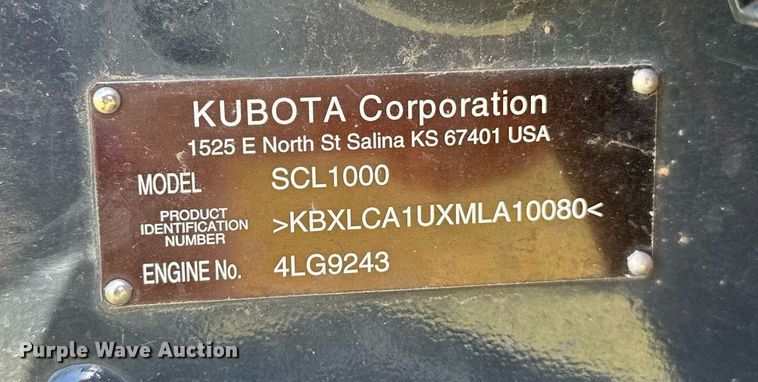 KUBOTA Corporation
1525 E North St Salina KS 67401 USA
MODEL SCL1000
PRODUCT IDENTIFICATION NUMBER >KBXLCA1UXMLA10080<
ENGINE No. 4LG9243
Purple Wave Auction